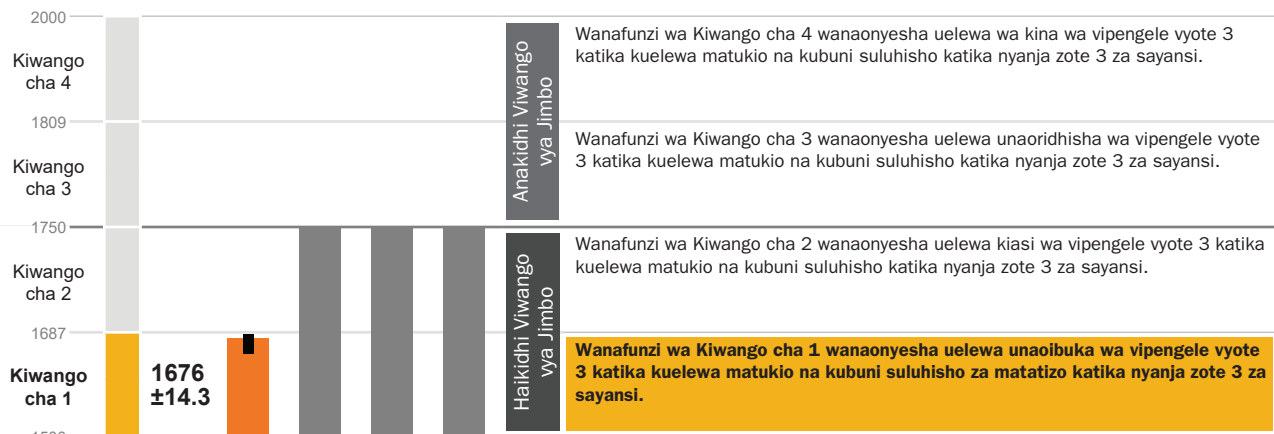 2000
Kiwango
cha 4
Anakidhi Viwango
vya Jimbo
Wanafunzi wa Kiwango cha 4 wanaonyesha uelewa wa kina wa vipengele vyote 3
katika kuelewa matukio na kubuni suluhisho katika nyanja zote 3 za sayansi.
1809
Kiwango
cha 3
Wanafunzi wa Kiwango cha 3 wanaonyesha uelewa unaoridhisha wa vipengele vyote
3 katika kuelewa matukio na kubuni suluhisho katika nyanja zote 3 za sayansi.
1750
Kiwango
cha 2
Haikidhi Viwango
vya Jimbo
Wanafunzi wa Kiwango cha 2 wanaonyesha uelewa kiasi wa vipengele vyote 3 katika
kuelewa matukio na kubuni suluhisho katika nyanja zote 3 za sayansi.
1687
Kiwango
cha 1
1676
±14.3
Wanafunzi wa Kiwango cha 1 wanaonyesha uelewa unaoibuka wa vipengele vyote
3 katika kuelewa matukio na kubuni suluhisho za matatizo katika nyanja zote 3 za
sayansi.